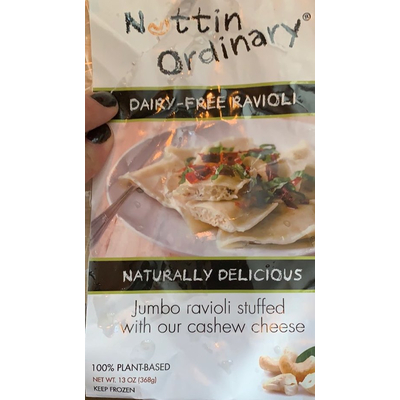 Nuttin
Ordinary®
DAIRY-FREE RAVIOLI
NATURALLY DELICIOUS
Jumbo ravioli stuffed
with our cashew cheese
100% PLANT-BASED
NET WT. 13 OZ (368g)
KEEP FROZEN